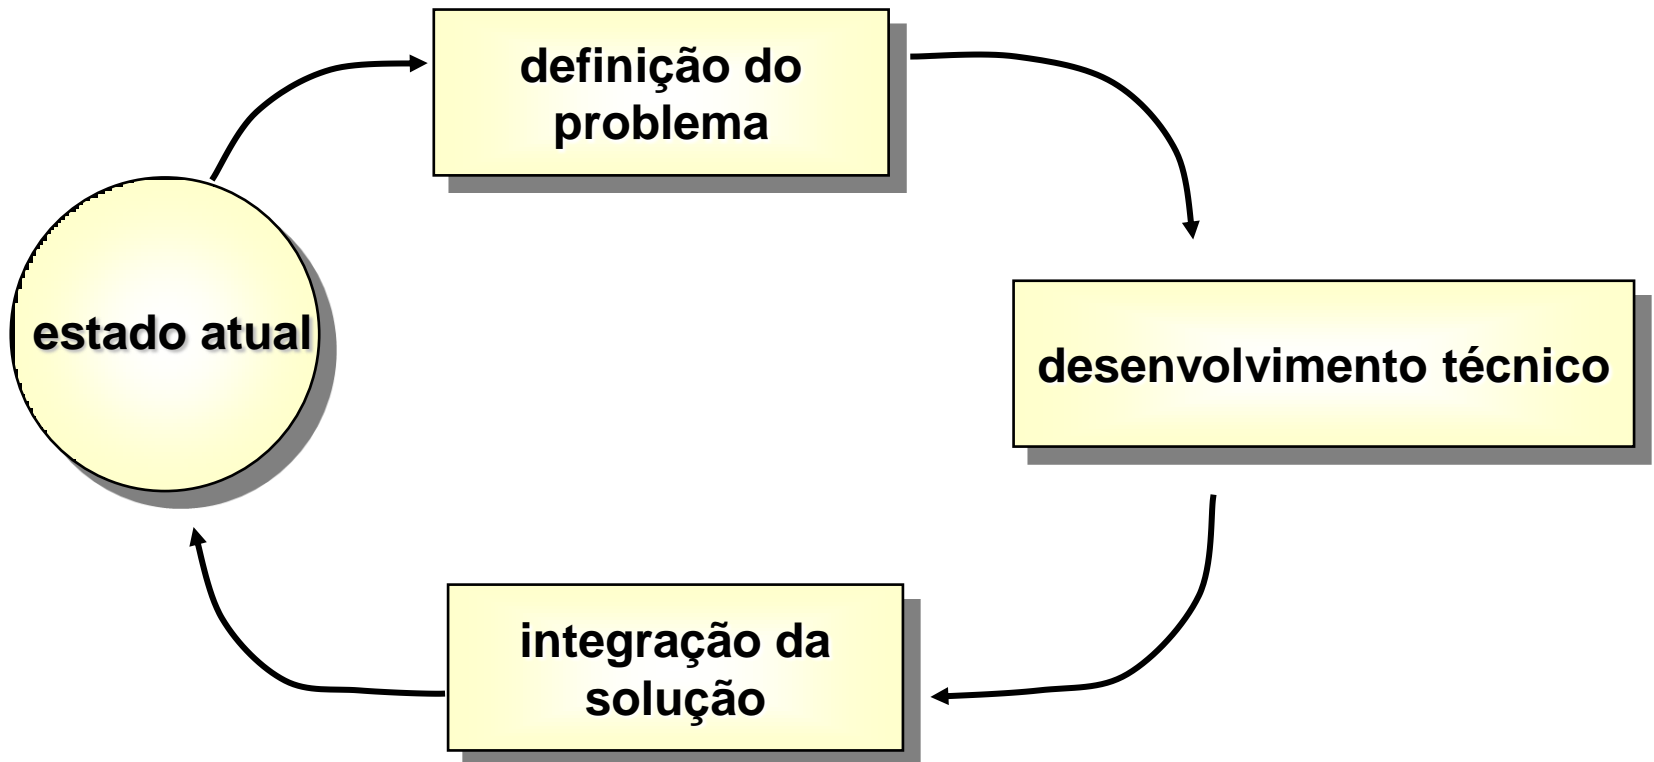 definição do
problema
estado atual
desenvolvimento técnico
integração da
solução